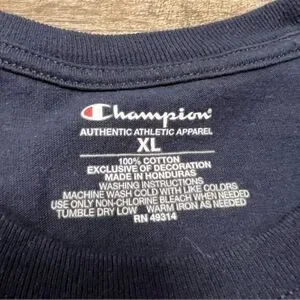 Champion
AUTHENTIC ATHLETIC APPAREL
XL
100% COTTON
EXCLUSIVE OF DECORATION
MADE IN HONDURAS
WASHING INSTRUCTIONS
MACHINE WASH COLD WITH LIKE COLORS
USE ONLY NON-CHLORINE BLEACH WHEN NEEDED
TUMBLE DRY LOW WARM IRON AS NEEDED
RN 49314